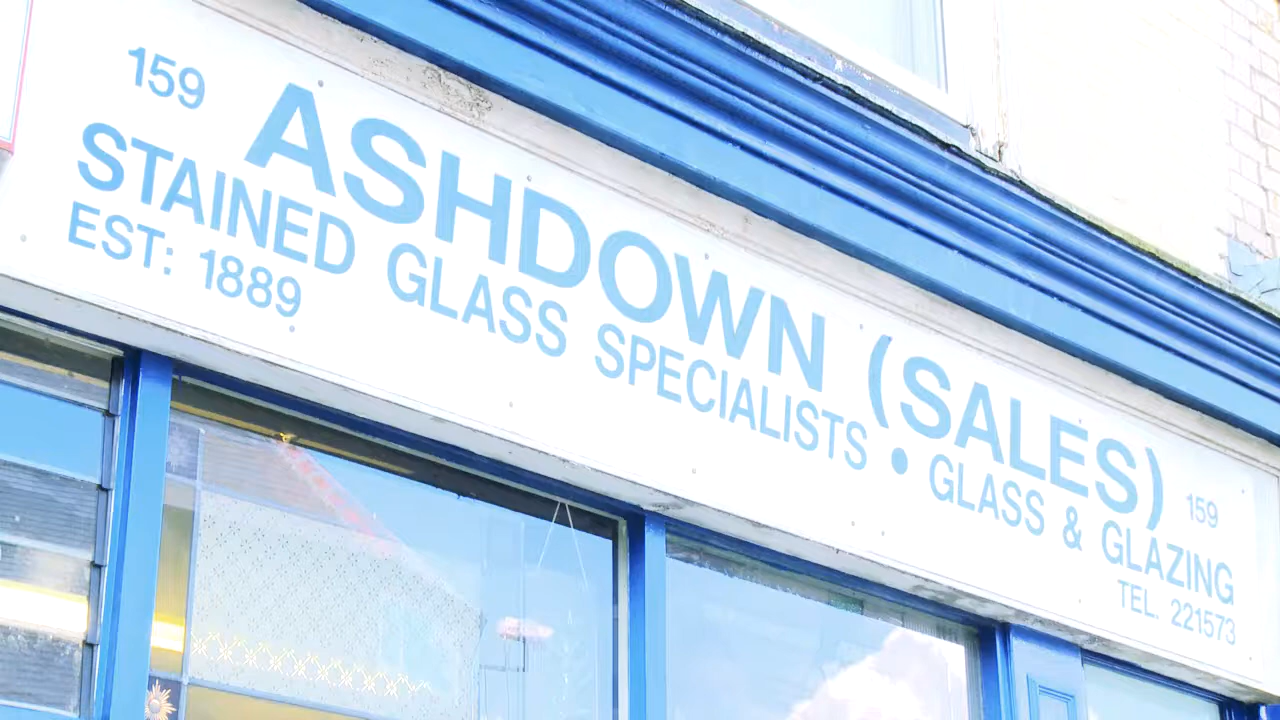 159 ASHDOWN (SALES) 159
STAINED GLASS SPECIALISTS • GLASS & GLAZING
EST: 1889 TEL. 221573